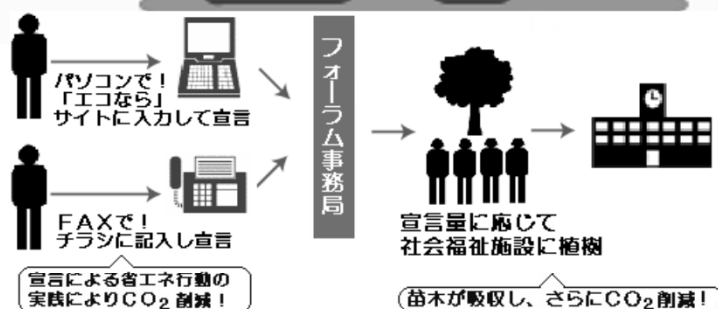 パソコンで！
「エコなら」
サイトに入力して宣言
ＦＡＸで！
チラシに記入し宣言
宣言による省エネ行動の
実践によりＣＯ₂削減！
フォーラム事務局
宣言量に応じて
社会福祉施設に植樹
苗木が吸収し、さらにＣＯ₂削減！